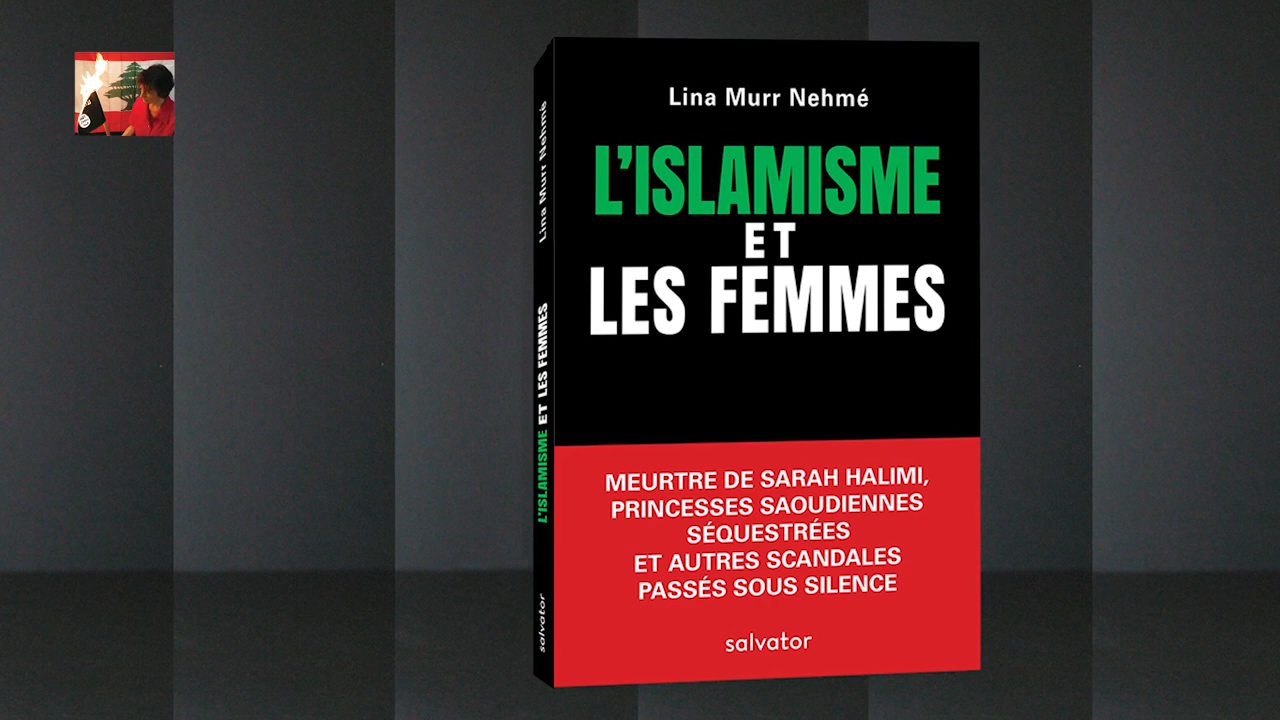 Lina Murr Nehmé
L'ISLAMISME
ET
LES FEMMES
MEURTRE DE SARAH HALIMI,
PRINCESSES SAOUDIENNES
SÉQUESTRÉES
ET AUTRES SCANDALES
PASSÉS SOUS SILENCE
salvator
Lina Murr Nehmé
L'ISLAMISME ET LES FEMMES
salvator